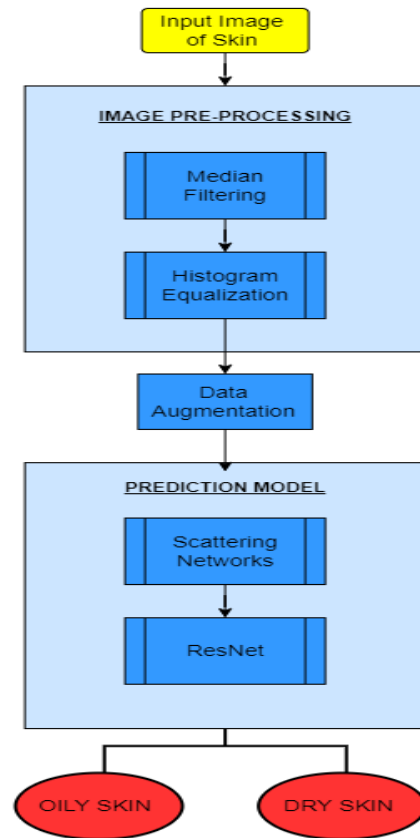 Input Image
of Skin
IMAGE PRE-PROCESSING
Median
Filtering
Histogram
Equalization
Data
Augmentation
PREDICTION MODEL
Scattering
Networks
ResNet
OILY SKIN
DRY SKIN